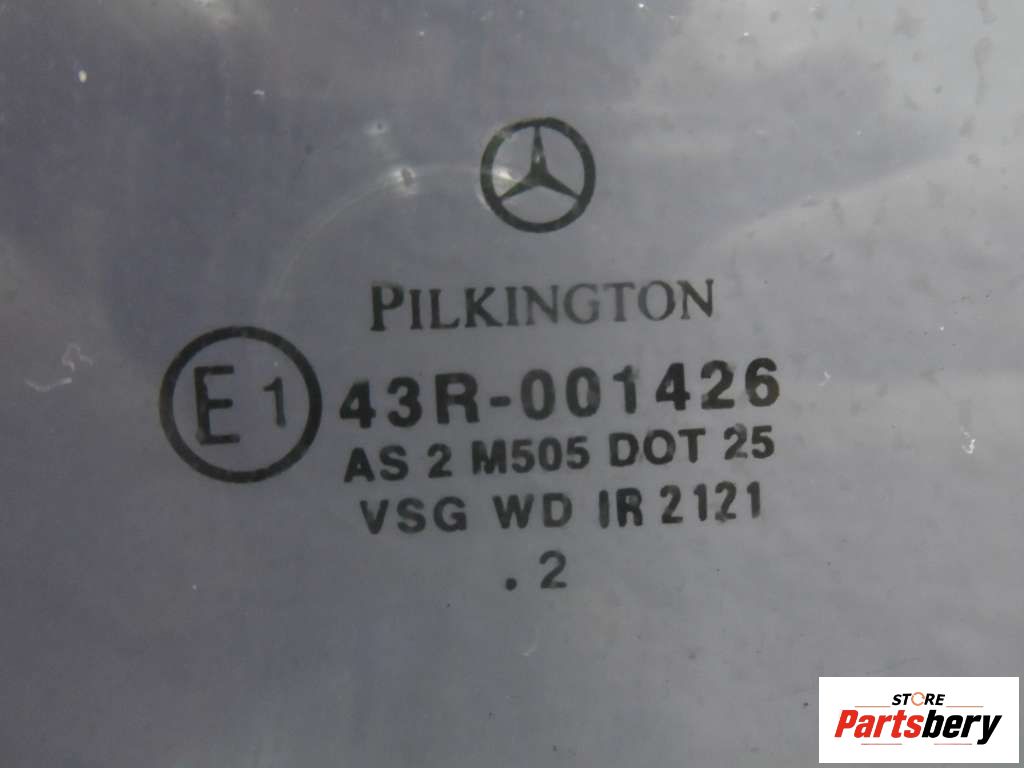 PILKINGTON
E1 43R-001426
AS 2 M505 DOT 25
VSG WD IR 2121
. 2
STORE
Partsbery